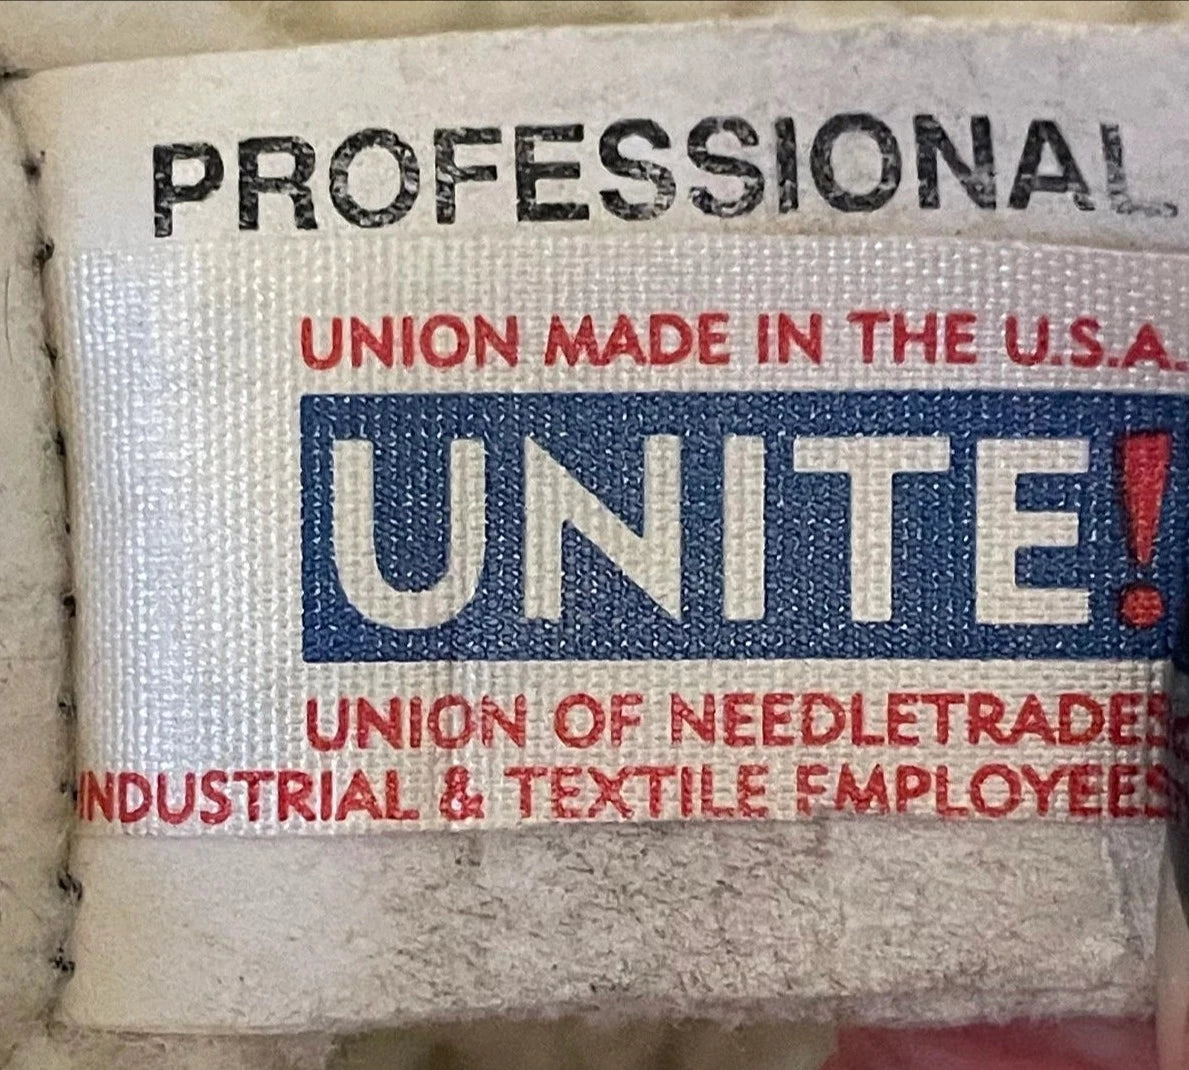 PROFESSIONAL
UNION MADE IN THE U.S.A.
UNITE!
UNION OF NEEDLETRADES
INDUSTRIAL & TEXTILE EMPLOYEES